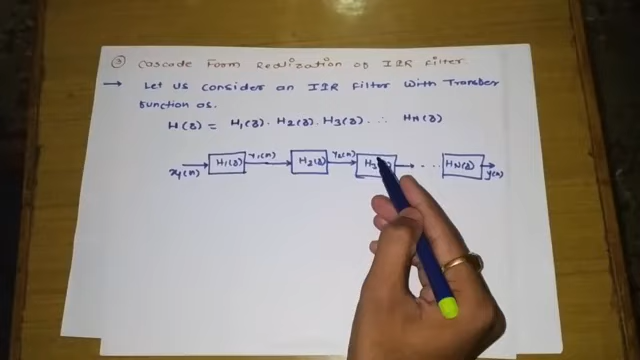 ③ Cascade Form Realization of IIR Filter.
→ Let us consider an IIR Filter with Transfer
function as.
H(z) = H₁(z) · H₂(z) · H₃(z) ∴ HN(z)
x₁(n) H₁(z) y₁(n) H₂(z) y₂(n) ... HN(z) y(n)